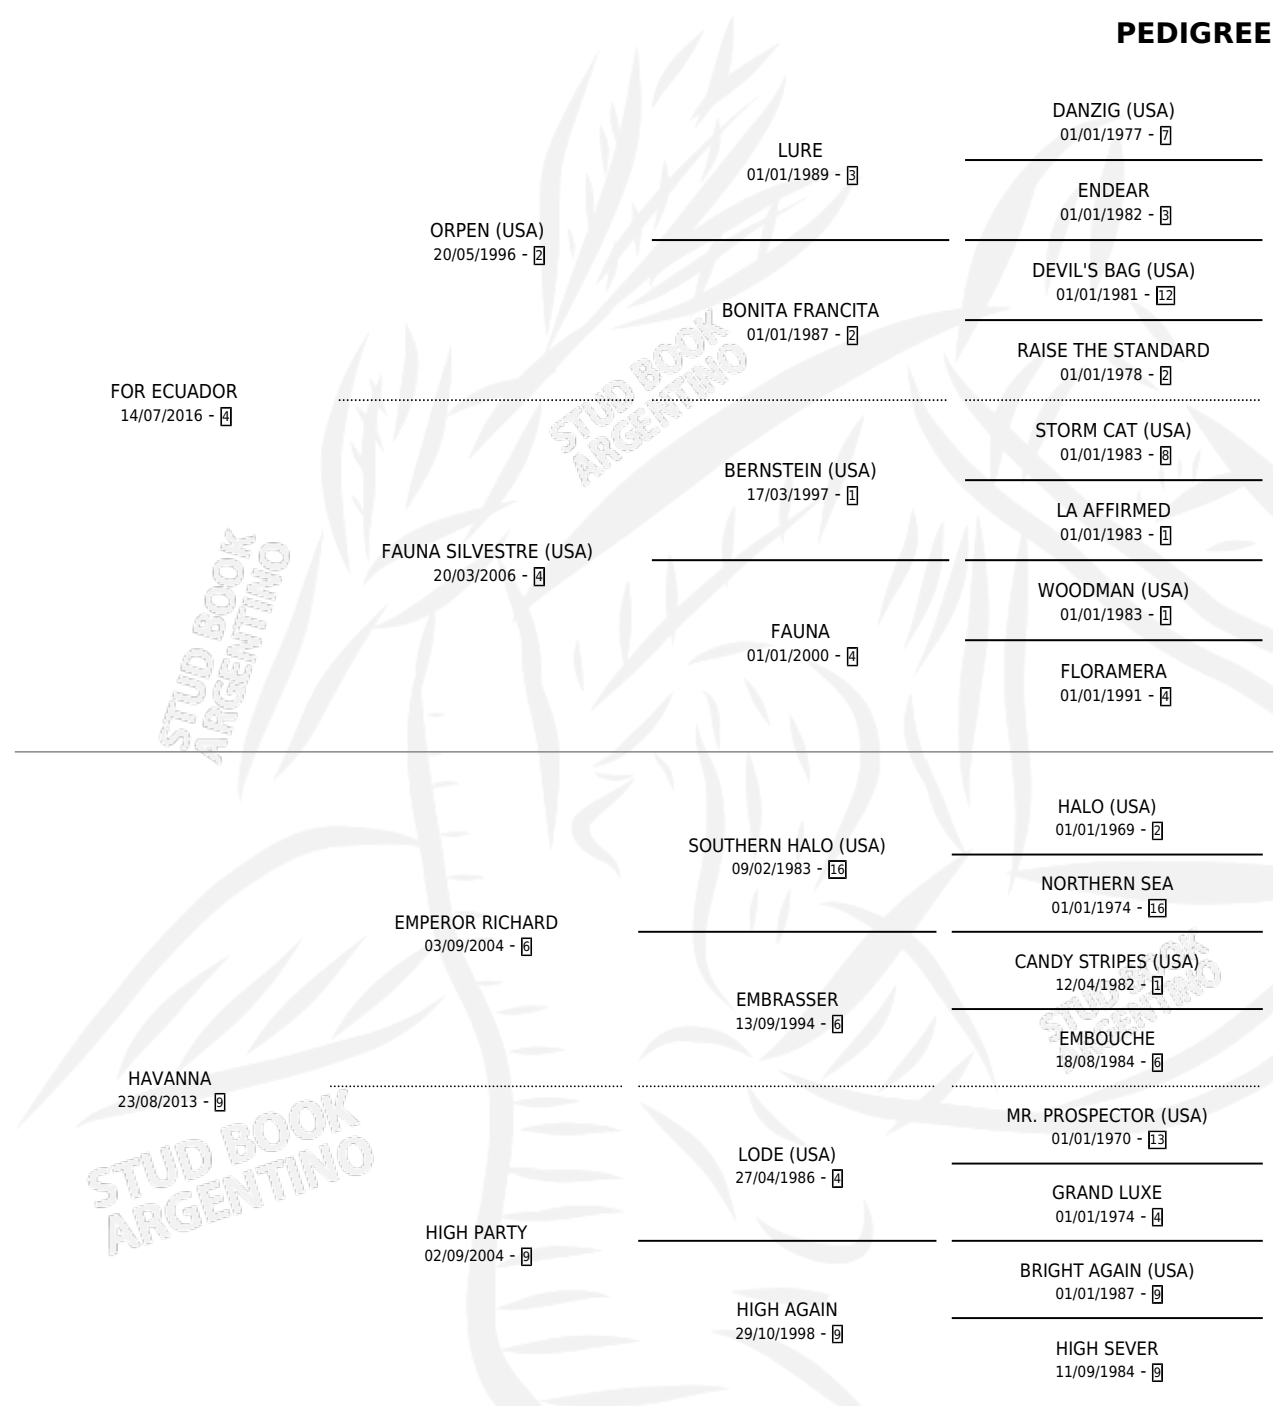 PEDIGREE
DANZIG (USA)
01/01/1977 - 7
LURE
01/01/1989 - 3
ENDEAR
01/01/1982 - 3
ORPEN (USA)
20/05/1996 - 2
DEVIL'S BAG (USA)
01/01/1981 - 12
BONITA FRANCITA
01/01/1987 - 2
RAISE THE STANDARD
01/01/1978 - 2
FOR ECUADOR
14/07/2016 - 4
STORM CAT (USA)
01/01/1983 - 8
BERNSTEIN (USA)
17/03/1997 - 1
LA AFFIRMED
01/01/1983 - 1
FAUNA SILVESTRE (USA)
20/03/2006 - 4
WOODMAN (USA)
01/01/1983 - 1
FAUNA
01/01/2000 - 4
FLORAMERA
01/01/1991 - 4
HALO (USA)
01/01/1969 - 2
SOUTHERN HALO (USA)
09/02/1983 - 16
NORTHERN SEA
01/01/1974 - 16
EMPEROR RICHARD
03/09/2004 - 6
CANDY STRIPES (USA)
12/04/1982 - 1
EMBRASSER
13/09/1994 - 6
EMBOUCHE
18/08/1984 - 6
HAVANNA
23/08/2013 - 9
MR. PROSPECTOR (USA)
01/01/1970 - 13
LODE (USA)
27/04/1986 - 4
GRAND LUXE
01/01/1974 - 4
HIGH PARTY
02/09/2004 - 9
BRIGHT AGAIN (USA)
01/01/1987 - 9
HIGH AGAIN
29/10/1998 - 9
HIGH SEVER
11/09/1984 - 9
STUD BOOK
ARGENTINO
STUD BOOK
ARGENTINO
STUD BOOK
ARGENTINO
STUD BOOK
ARGENTINO